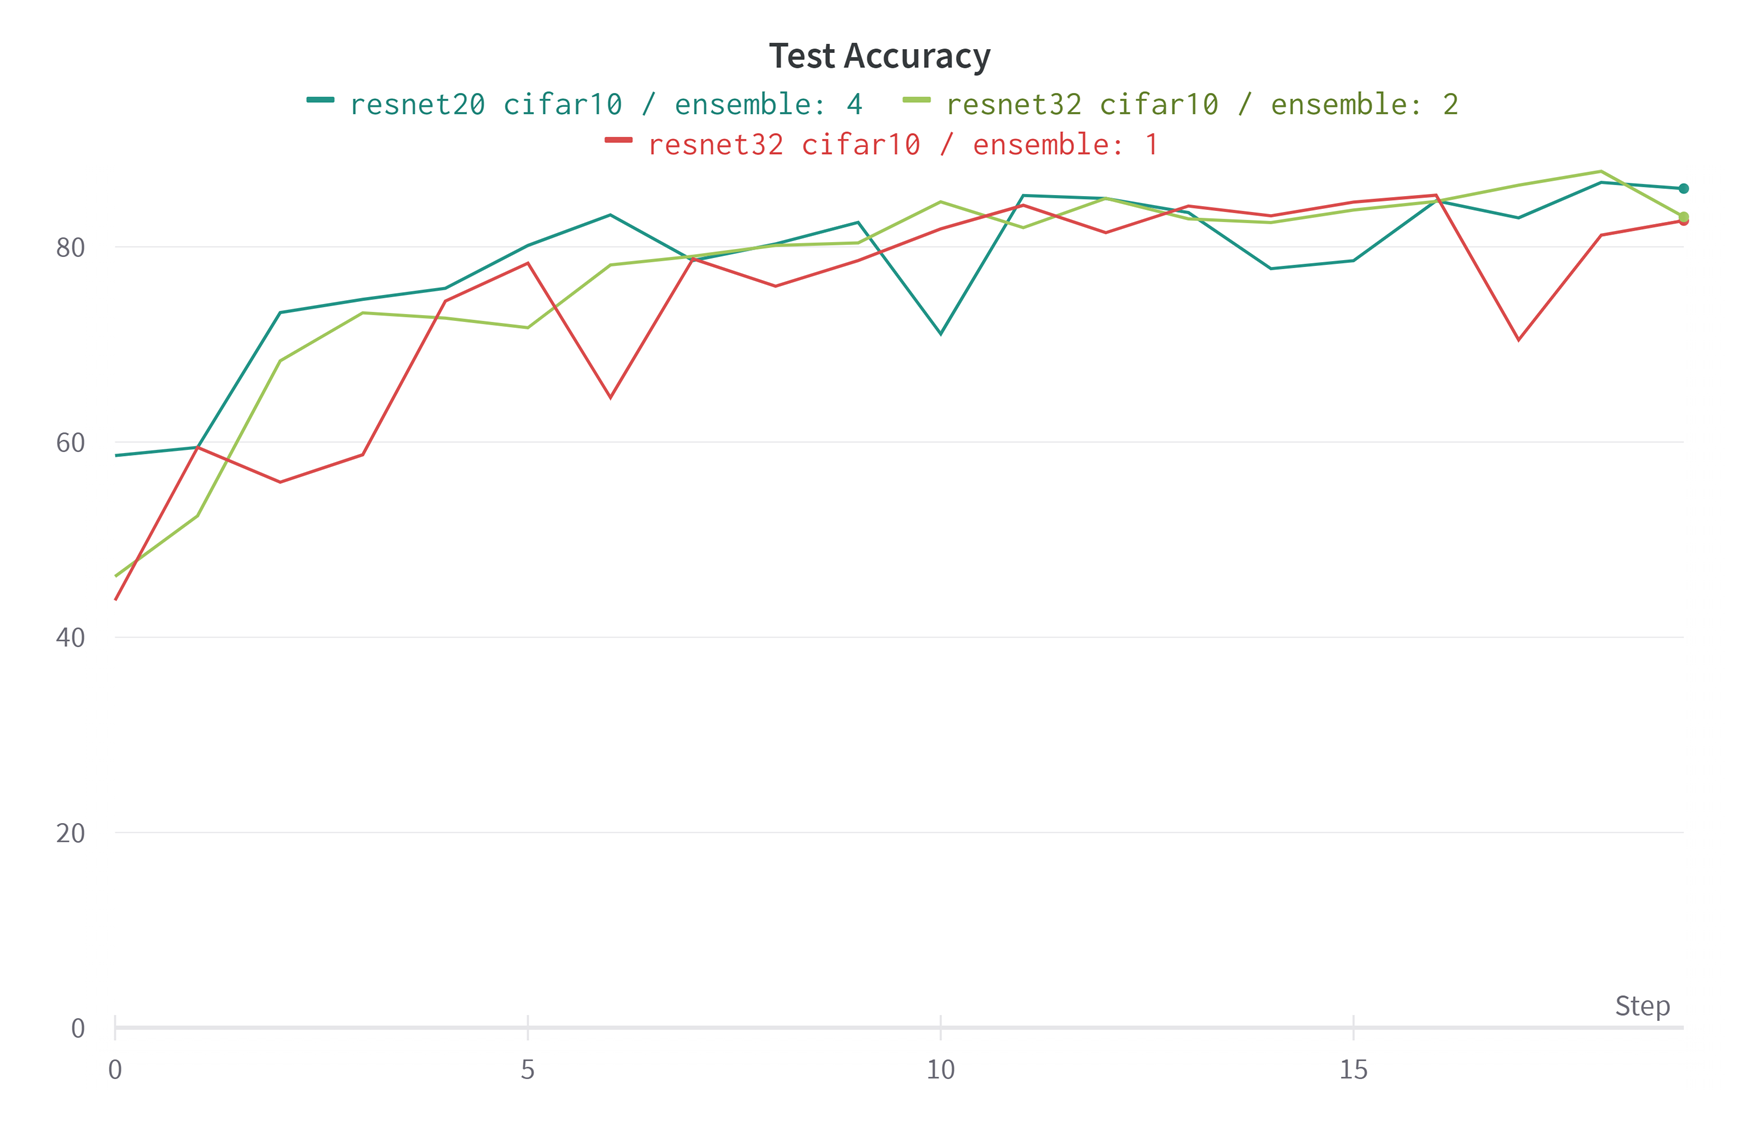 Test Accuracy
resnet20 cifar10 / ensemble: 4 resnet32 cifar10 / ensemble: 2
resnet32 cifar10 / ensemble: 1
80
60
40
20
0
Step
0 5 10 15